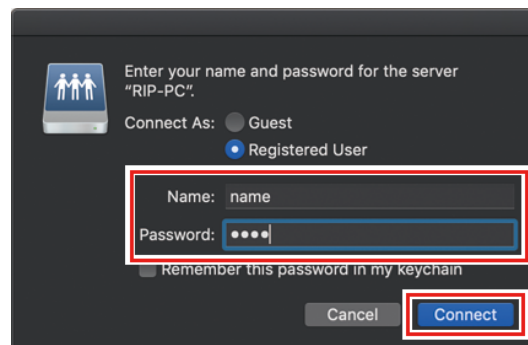 Enter your name and password for the server
“RIP-PC”.
Connect As: Guest
Registered User
Name: name
Password: ••••
Remember this password in my keychain
Cancel Connect